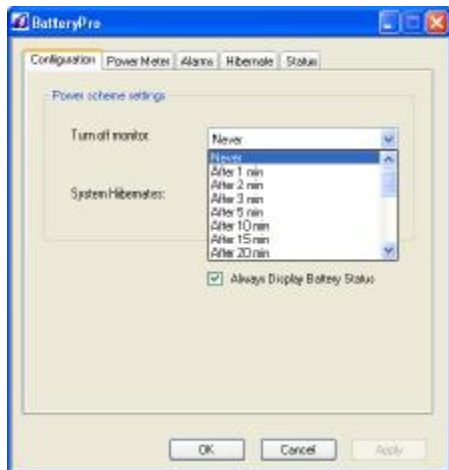 BatteryPro
Configuration Power Meter Alarms Hibernate Status
Power scheme settings
Turn off monitor: Never
Never
After 1 min
After 2 min
System Hibernates: After 3 min
After 5 min
After 10 min
After 15 min
After 20 min
Always Display Battery Status
OK Cancel Apply